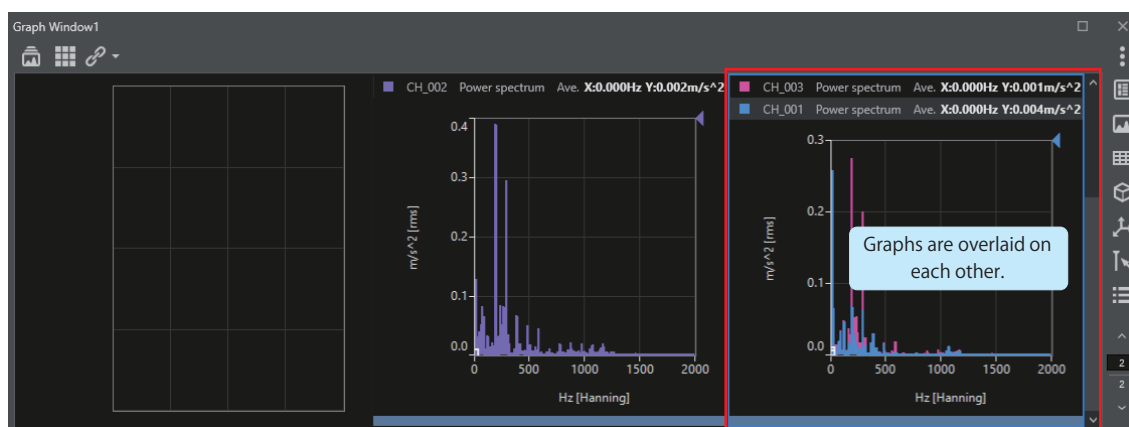 Graph Window1
CH_002 Power spectrum Ave. X:0.000Hz Y:0.002m/s^2
0.4
0.3
0.2
0.1
0.0
m/s^2 [rms]
0 500 1000 1500 2000
Hz [Hanning]
CH_003 Power spectrum Ave. X:0.000Hz Y:0.001m/s^2
CH_001 Power spectrum Ave. X:0.000Hz Y:0.004m/s^2
0.3
0.2
0.1
0.0
m/s^2 [rms]
Graphs are overlaid on
each other.
0 500 1000 1500 2000
Hz [Hanning]
2
2